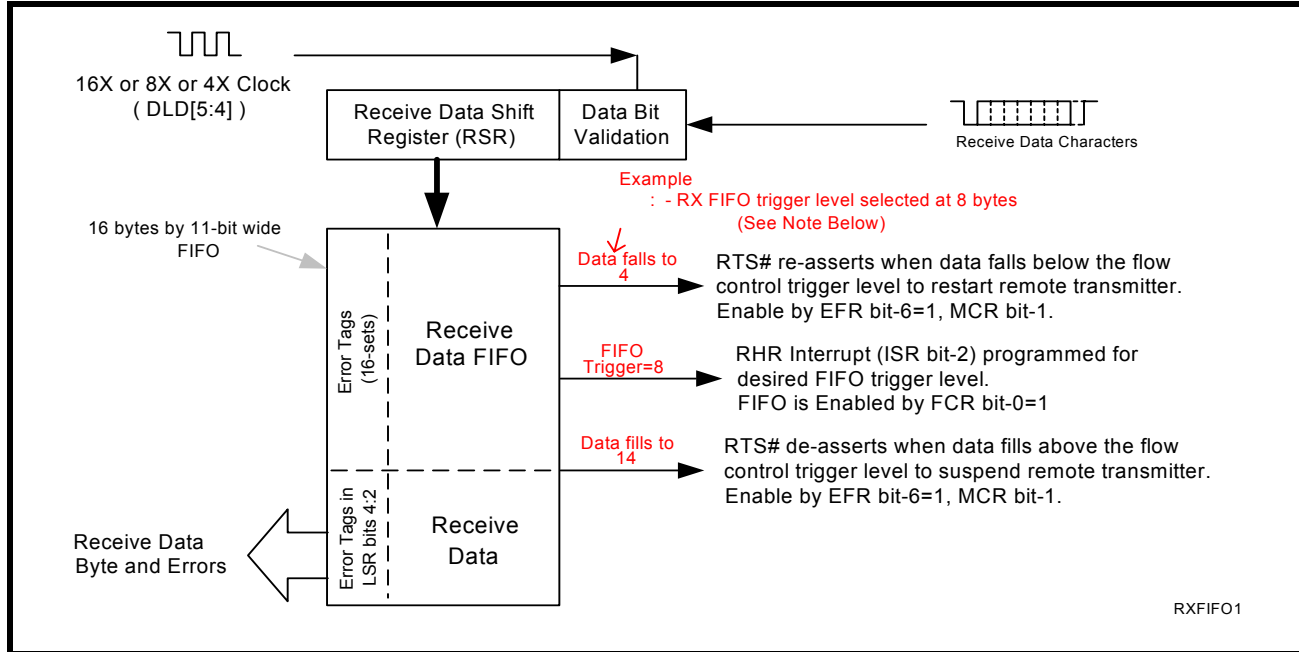 16X or 8X or 4X Clock
( DLD[5:4] )
Receive Data Shift
Register (RSR)
Data Bit
Validation
Receive Data Characters
Example
: - RX FIFO trigger level selected at 8 bytes
(See Note Below)
16 bytes by 11-bit wide
FIFO
Error Tags
(16-sets)
Receive
Data FIFO
Data falls to
4
RTS# re-asserts when data falls below the flow
control trigger level to restart remote transmitter.
Enable by EFR bit-6=1, MCR bit-1.
FIFO
Trigger=8
RHR Interrupt (ISR bit-2) programmed for
desired FIFO trigger level.
FIFO is Enabled by FCR bit-0=1
Data fills to
14
RTS# de-asserts when data fills above the flow
control trigger level to suspend remote transmitter.
Enable by EFR bit-6=1, MCR bit-1.
Error Tags in
LSR bits 4:2
Receive
Data
Receive Data
Byte and Errors
RXFIFO1